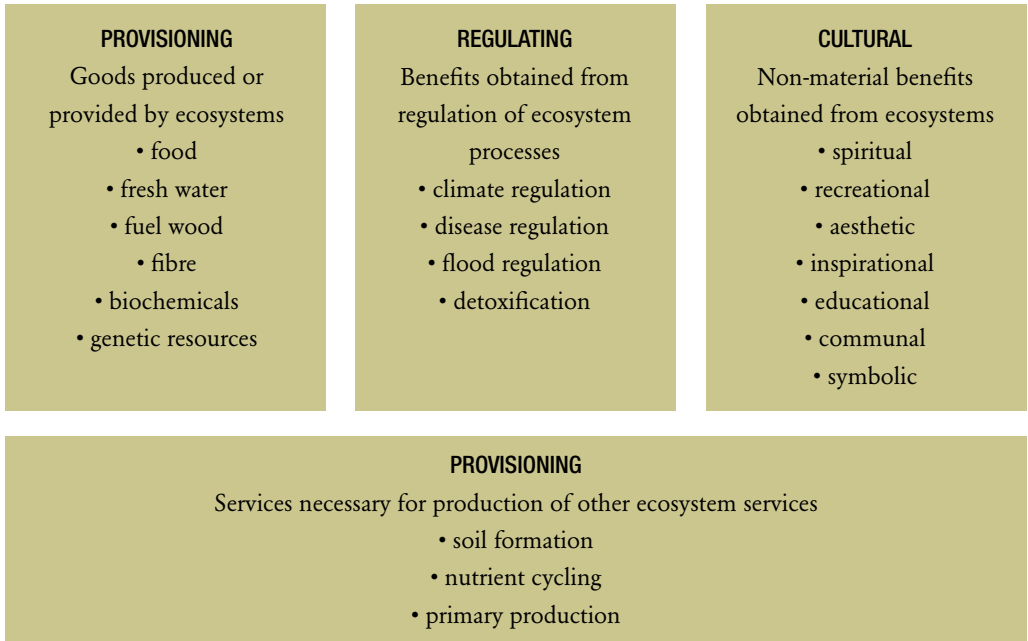 PROVISIONING
Goods produced or
provided by ecosystems
• food
• fresh water
• fuel wood
• fibre
• biochemicals
• genetic resources
REGULATING
Benefits obtained from
regulation of ecosystem
processes
• climate regulation
• disease regulation
• flood regulation
• detoxification
CULTURAL
Non-material benefits
obtained from ecosystems
• spiritual
• recreational
• aesthetic
• inspirational
• educational
• communal
• symbolic
PROVISIONING
Services necessary for production of other ecosystem services
• soil formation
• nutrient cycling
• primary production